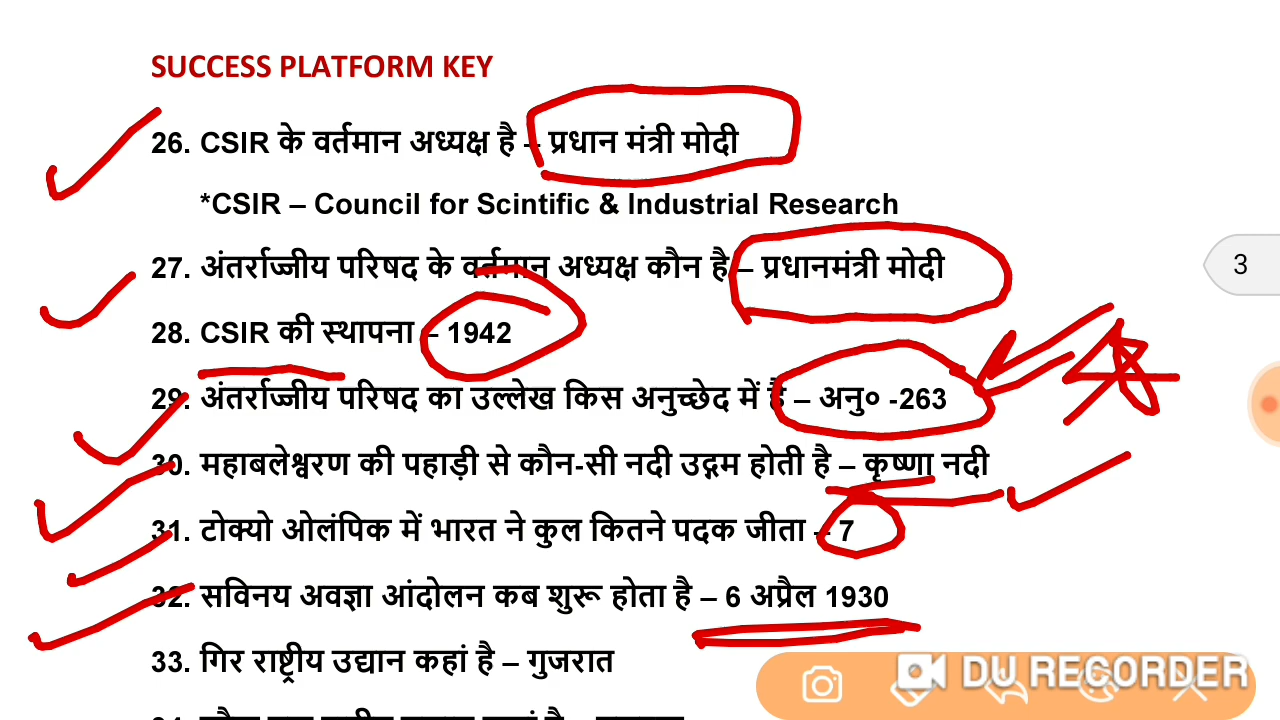 SUCCESS PLATFORM KEY
26. CSIR के वर्तमान अध्यक्ष है – प्रधान मंत्री मोदी
*CSIR – Council for Scintific & Industrial Research
27. अंतर्राज्जीय परिषद के वर्तमान अध्यक्ष कौन है – प्रधानमंत्री मोदी
3
28. CSIR की स्थापना – 1942
29. अंतर्राज्जीय परिषद का उल्लेख किस अनुच्छेद में है – अनु० -263
30. महाबलेश्वरण की पहाड़ी से कौन-सी नदी उद्गम होती है – कृष्णा नदी
31. टोक्यो ओलंपिक में भारत ने कुल कितने पदक जीता – 7
32. सविनय अवज्ञा आंदोलन कब शुरू होता है – 6 अप्रैल 1930
33. गिर राष्ट्रीय उद्यान कहां है – गुजरात
DU RECORDER